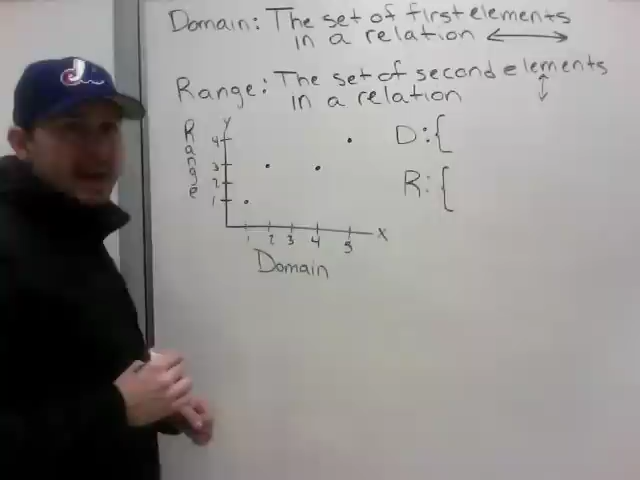 Domain: The set of first elements
in a relation
Range: The set of second elements
in a relation
Range
y
4
3
2
1
1 2 3 4 5 x
Domain
D:{
R:{